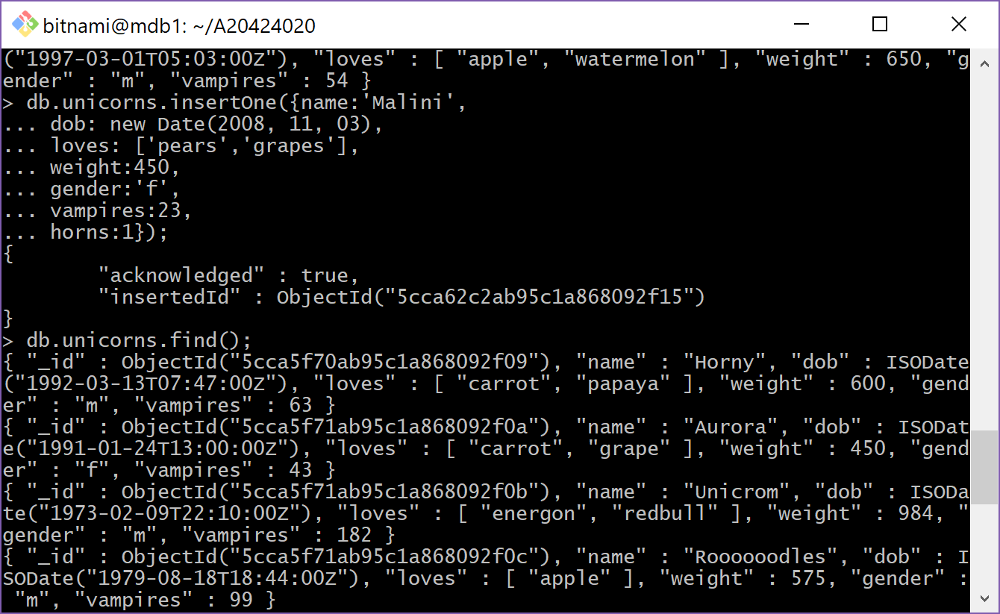 bitnami@mdb1: ~/A20424020
("1997-03-01T05:03:00Z"), "loves" : [ "apple", "watermelon" ], "weight" : 650, "g
ender" : "m", "vampires" : 54 }
> db.unicorns.insertOne({name:'Malini',
... dob: new Date(2008, 11, 03),
... loves: ['pears','grapes'],
... weight:450,
... gender:'f',
... vampires:23,
... horns:1});
{
        "acknowledged" : true,
        "insertedId" : ObjectId("5cca62c2ab95c1a868092f15")
}
> db.unicorns.find();
{ "_id" : ObjectId("5cca5f70ab95c1a868092f09"), "name" : "Horny", "dob" : ISODate
("1992-03-13T07:47:00Z"), "loves" : [ "carrot", "papaya" ], "weight" : 600, "gend
er" : "m", "vampires" : 63 }
{ "_id" : ObjectId("5cca5f71ab95c1a868092f0a"), "name" : "Aurora", "dob" : ISODat
e("1991-01-24T13:00:00Z"), "loves" : [ "carrot", "grape" ], "weight" : 450, "gend
er" : "f", "vampires" : 43 }
{ "_id" : ObjectId("5cca5f71ab95c1a868092f0b"), "name" : "Unicrom", "dob" : ISODa
te("1973-02-09T22:10:00Z"), "loves" : [ "energon", "redbull" ], "weight" : 984, "
gender" : "m", "vampires" : 182 }
{ "_id" : ObjectId("5cca5f71ab95c1a868092f0c"), "name" : "Roooooodles", "dob" : I
SODate("1979-08-18T18:44:00Z"), "loves" : [ "apple" ], "weight" : 575, "gender" :
 "m", "vampires" : 99 }